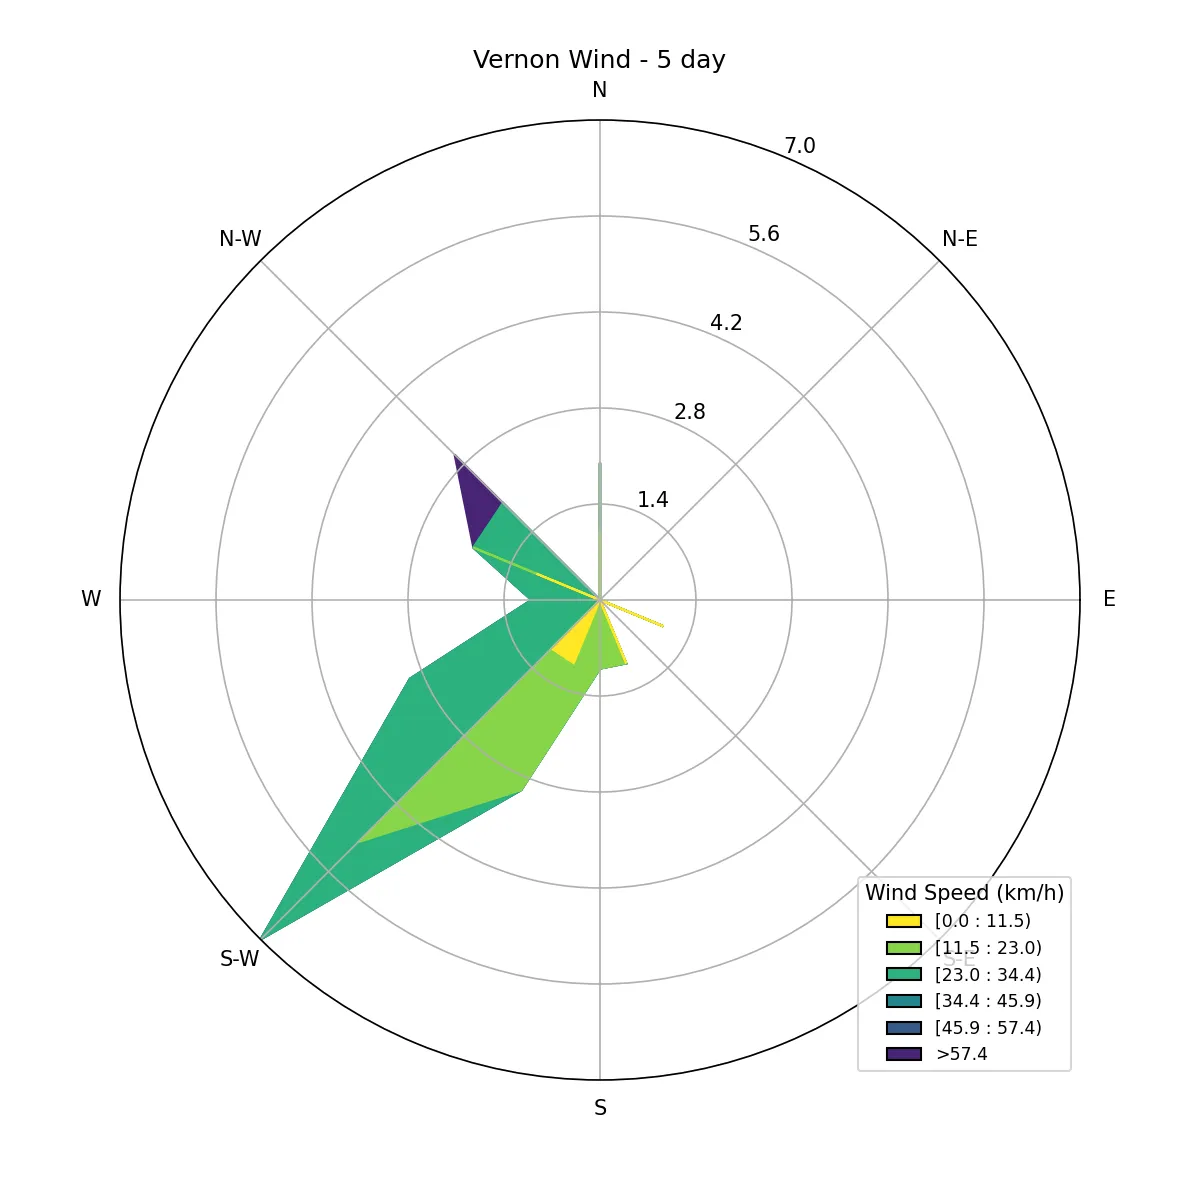 Vernon Wind - 5 day
N
7.0
5.6
N-W
N-E
4.2
2.8
1.4
W
E
S-W
S-E
S
Wind Speed (km/h)
[0.0 : 11.5)
[11.5 : 23.0)
[23.0 : 34.4)
[34.4 : 45.9)
[45.9 : 57.4)
>57.4